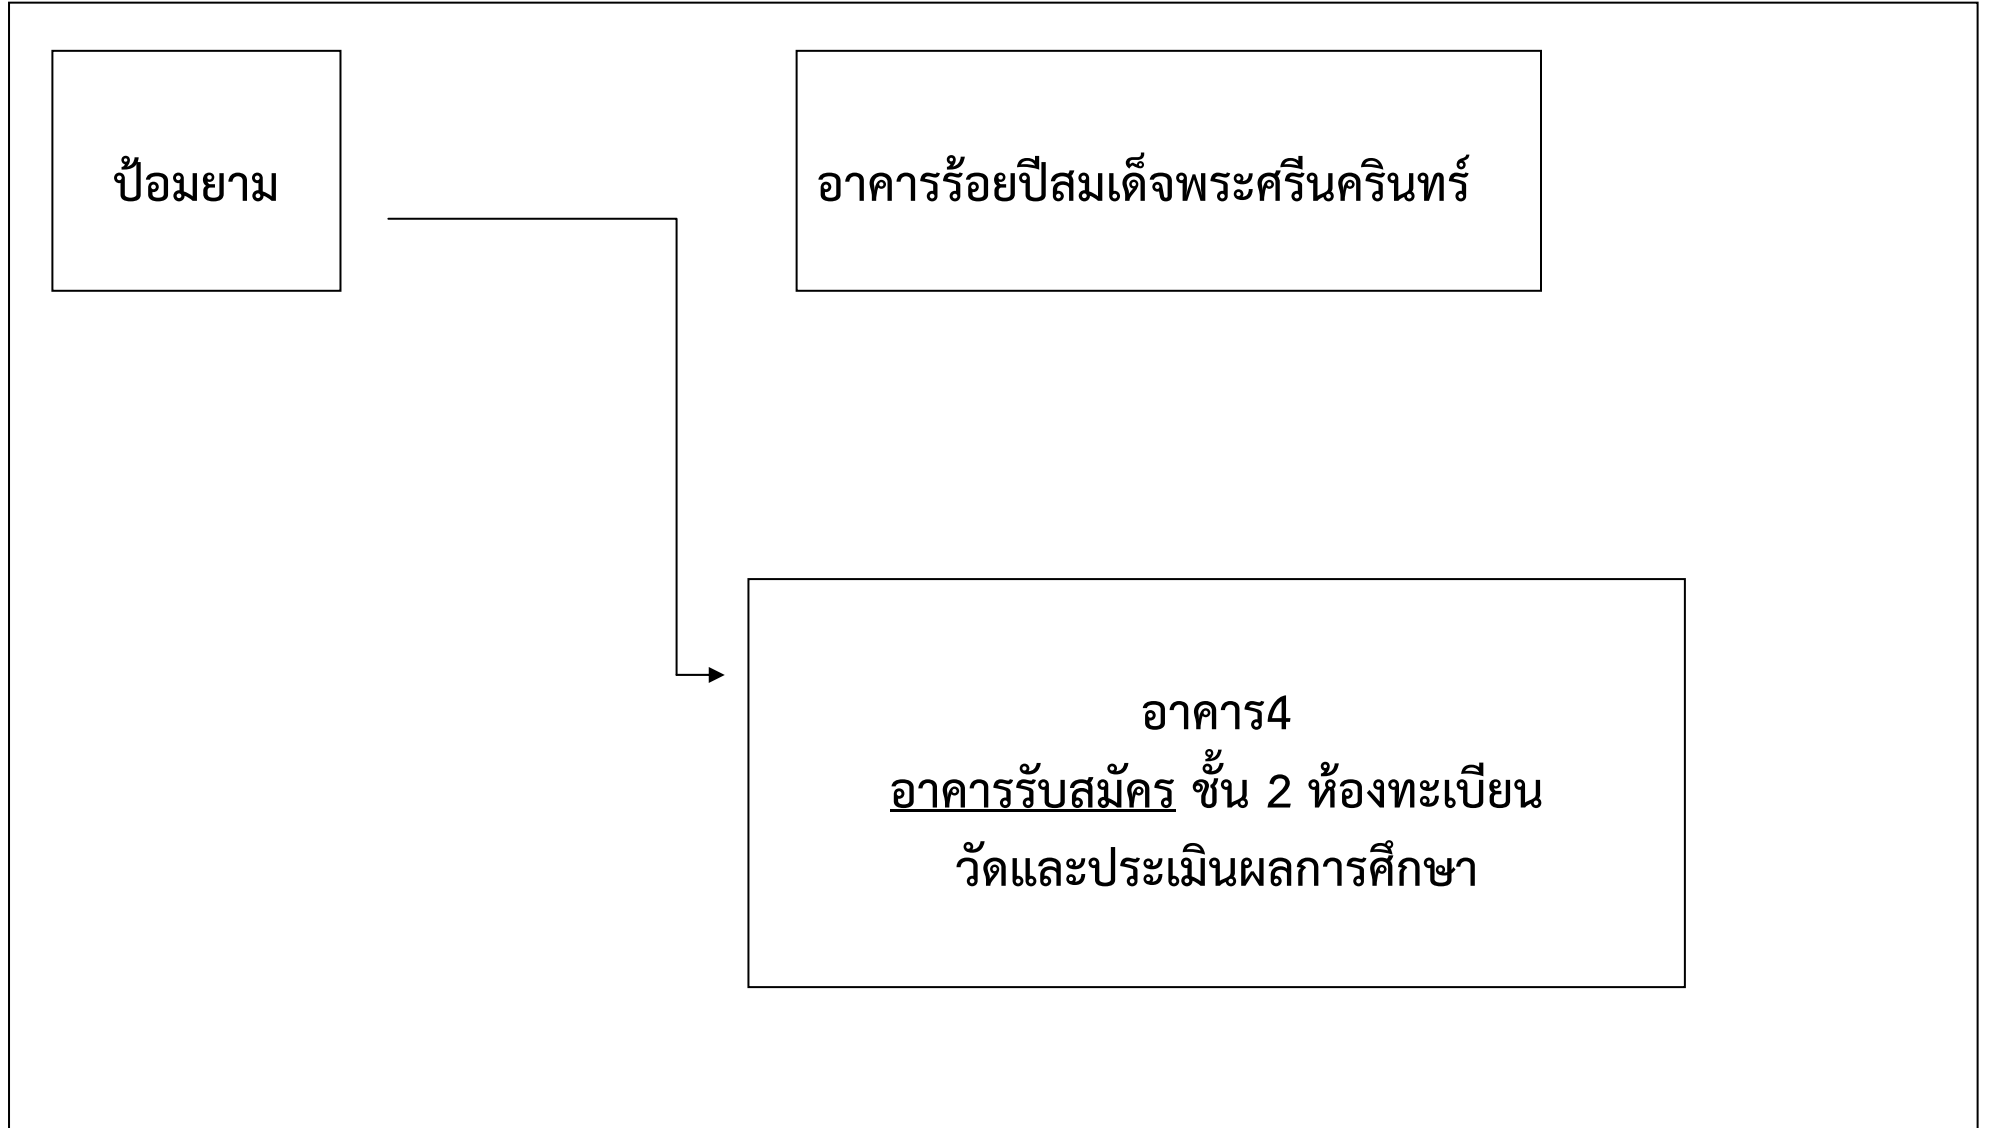 ป้อมยาม
อาคารร้อยปีสมเด็จพระศรีนครินทร์
อาคาร4
อาคารรับสมัคร ชั้น 2 ห้องทะเบียน
วัดและประเมินผลการศึกษา